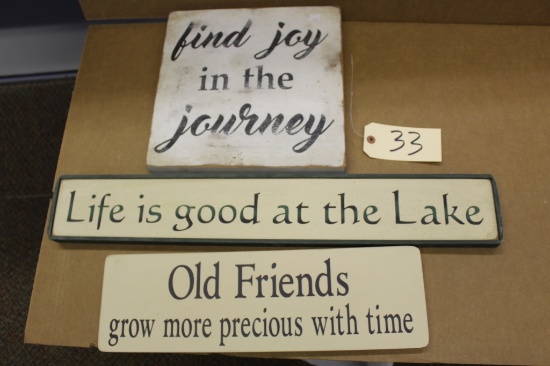 find joy
in the
journey
33
Life is good at the Lake
Old Friends
grow more precious with time